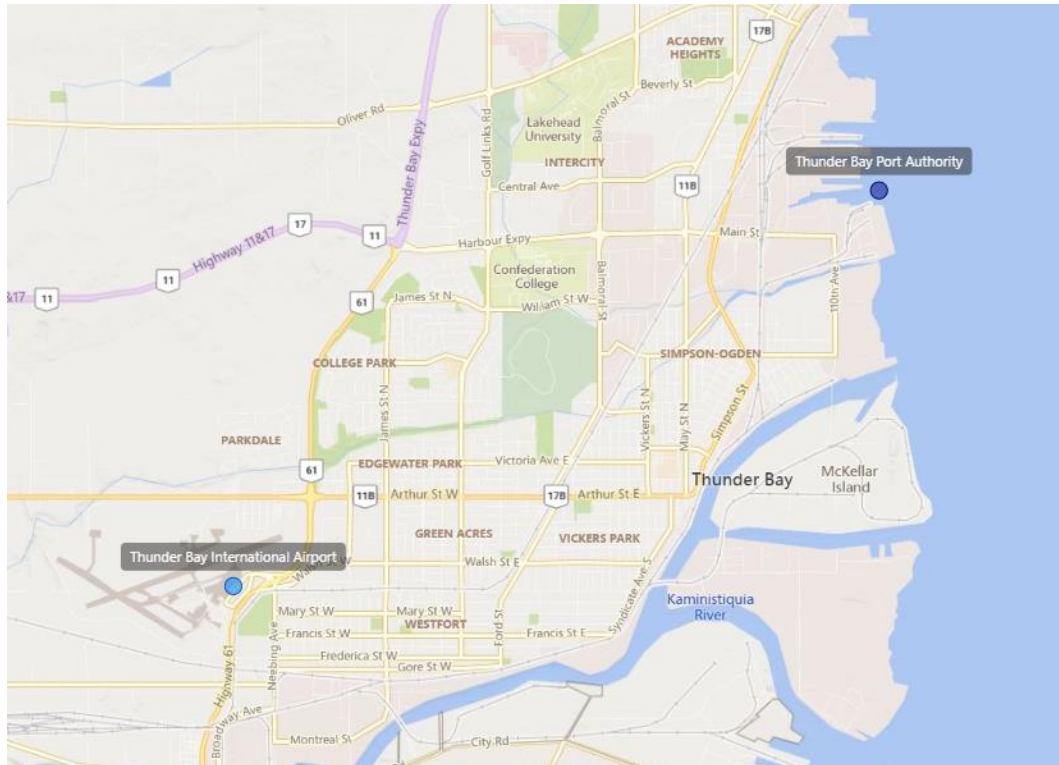 17B
ACADEMY
HEIGHTS
Beverly St
Oliver Rd
Thunder Bay Expy
Golf Links Rd
Lakehead
University
Balmoral St
INTERCITY
Thunder Bay Port Authority
Central Ave
11B
17
11
Highway 11&17
Harbour Expy
Main St
11
Confederation
College
Balmoral St
110th Ave
&17
11
61
James St N
William St W
COLLEGE PARK
SIMPSON-OGDEN
James St N
Vickers St N
May St N
Simpson St
PARKDALE
61
EDGEWATER PARK
Victoria Ave E
McKellar
Island
Thunder Bay
11B
Arthur St W
17B
Arthur St E
GREEN ACRES
VICKERS PARK
Thunder Bay International Airport
Walsh St E
Kaministiquia
River
Mary St W
Mary St W
WESTFORT
Ford St
Syndicate Ave S
Francis St W
Francis St E
Neebing Ave
Frederica St W
Gore St W
Highway 61
Broadway Ave
Montreal St
City Rd